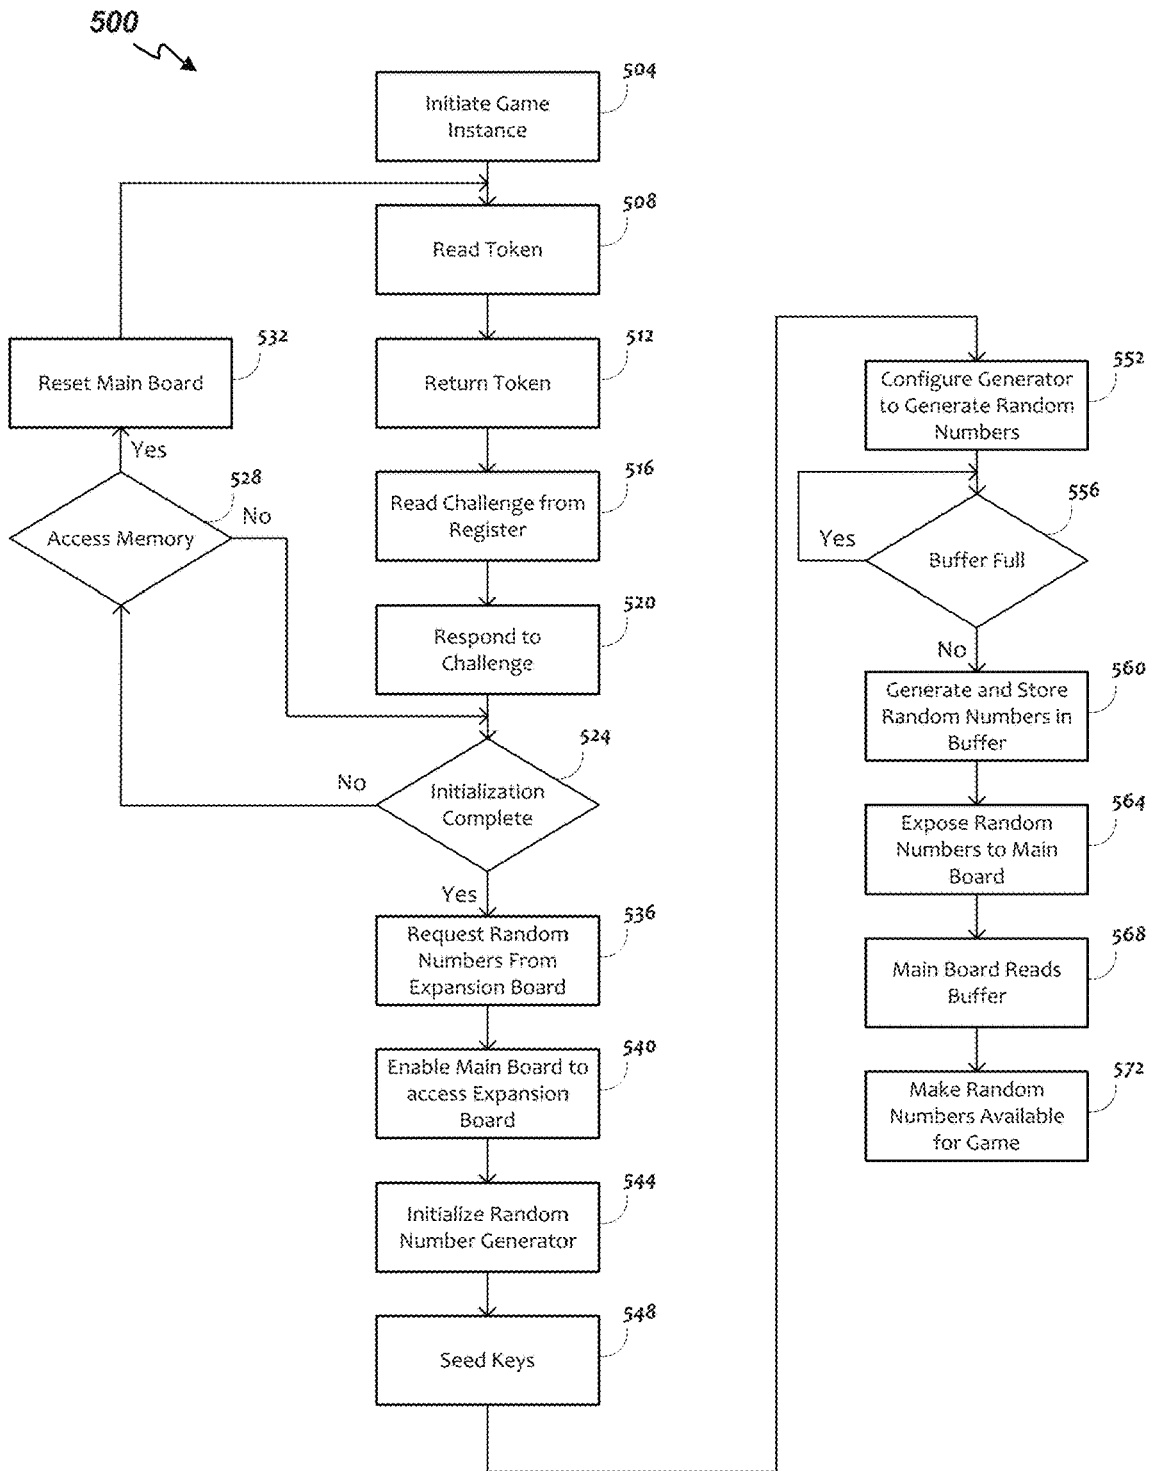 500
504
Initiate Game
Instance
508
Read Token
512
Return Token
532
Reset Main Board
Yes
516
Read Challenge from
Register
528
Access Memory
No
520
Respond to
Challenge
524
Initialization
Complete
No
Yes
536
Request Random
Numbers From
Expansion Board
540
Enable Main Board to
access Expansion
Board
544
Initialize Random
Number Generator
548
Seed Keys
552
Configure Generator
to Generate Random
Numbers
556
Buffer Full
Yes
No
560
Generate and Store
Random Numbers in
Buffer
564
Expose Random
Numbers to Main
Board
568
Main Board Reads
Buffer
572
Make Random
Numbers Available
for Game